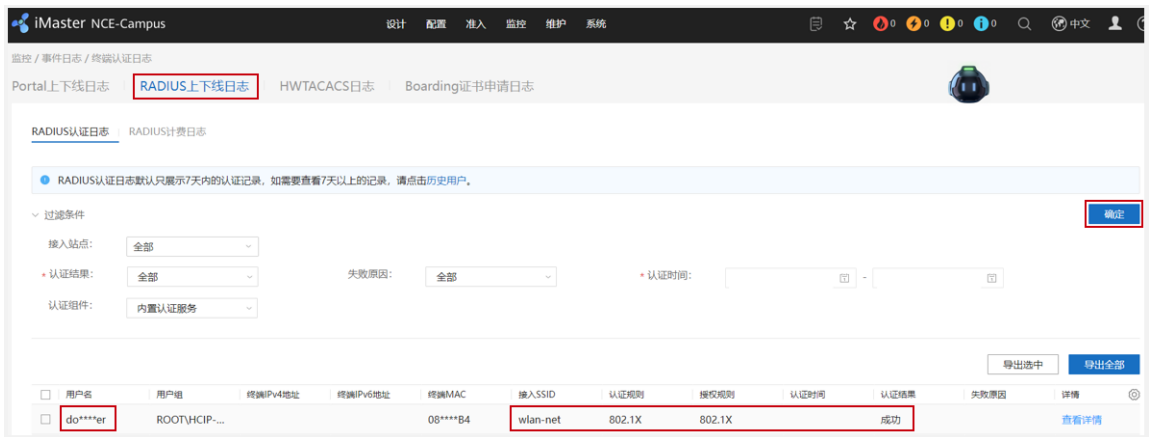 iMaster NCE-Campus 设计 配置 准入 监控 维护 系统 0 0 0 0 中文
监控 / 事件日志 / 终端认证日志
Portal上下线日志 RADIUS上下线日志 HWTACACS日志 Boarding证书申请日志
RADIUS认证日志 RADIUS计费日志
RADIUS认证日志默认只展示7天内的认证记录，如需要查看7天以上的记录，请点击历史用户。
过滤条件 确定
接入站点: 全部
* 认证结果: 全部 失败原因: 全部 * 认证时间: -
认证组件: 内置认证服务
导出选中 导出全部
用户名 用户组 终端IPv4地址 终端IPv6地址 终端MAC 接入SSID 认证规则 授权规则 认证时间 认证结果 失败原因 详情
do****er ROOT\HCIP-... 08****B4 wlan-net 802.1X 802.1X 成功 查看详情